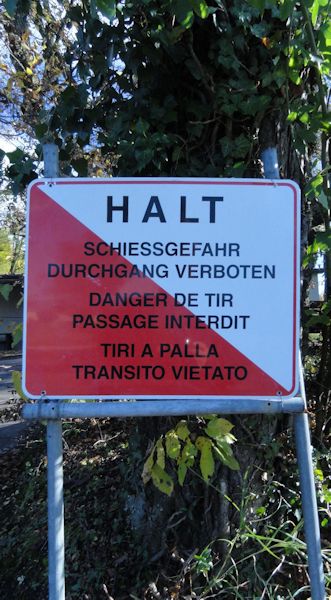 HALT
SCHIESSGEFAHR
DURCHGANG VERBOTEN
DANGER DE TIR
PASSAGE INTERDIT
TIRI A PALLA
TRANSITO VIETATO